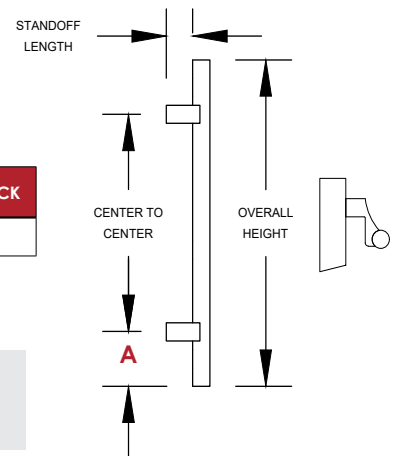 STANDOFF
LENGTH
CK
CENTER TO
CENTER
OVERALL
HEIGHT
A